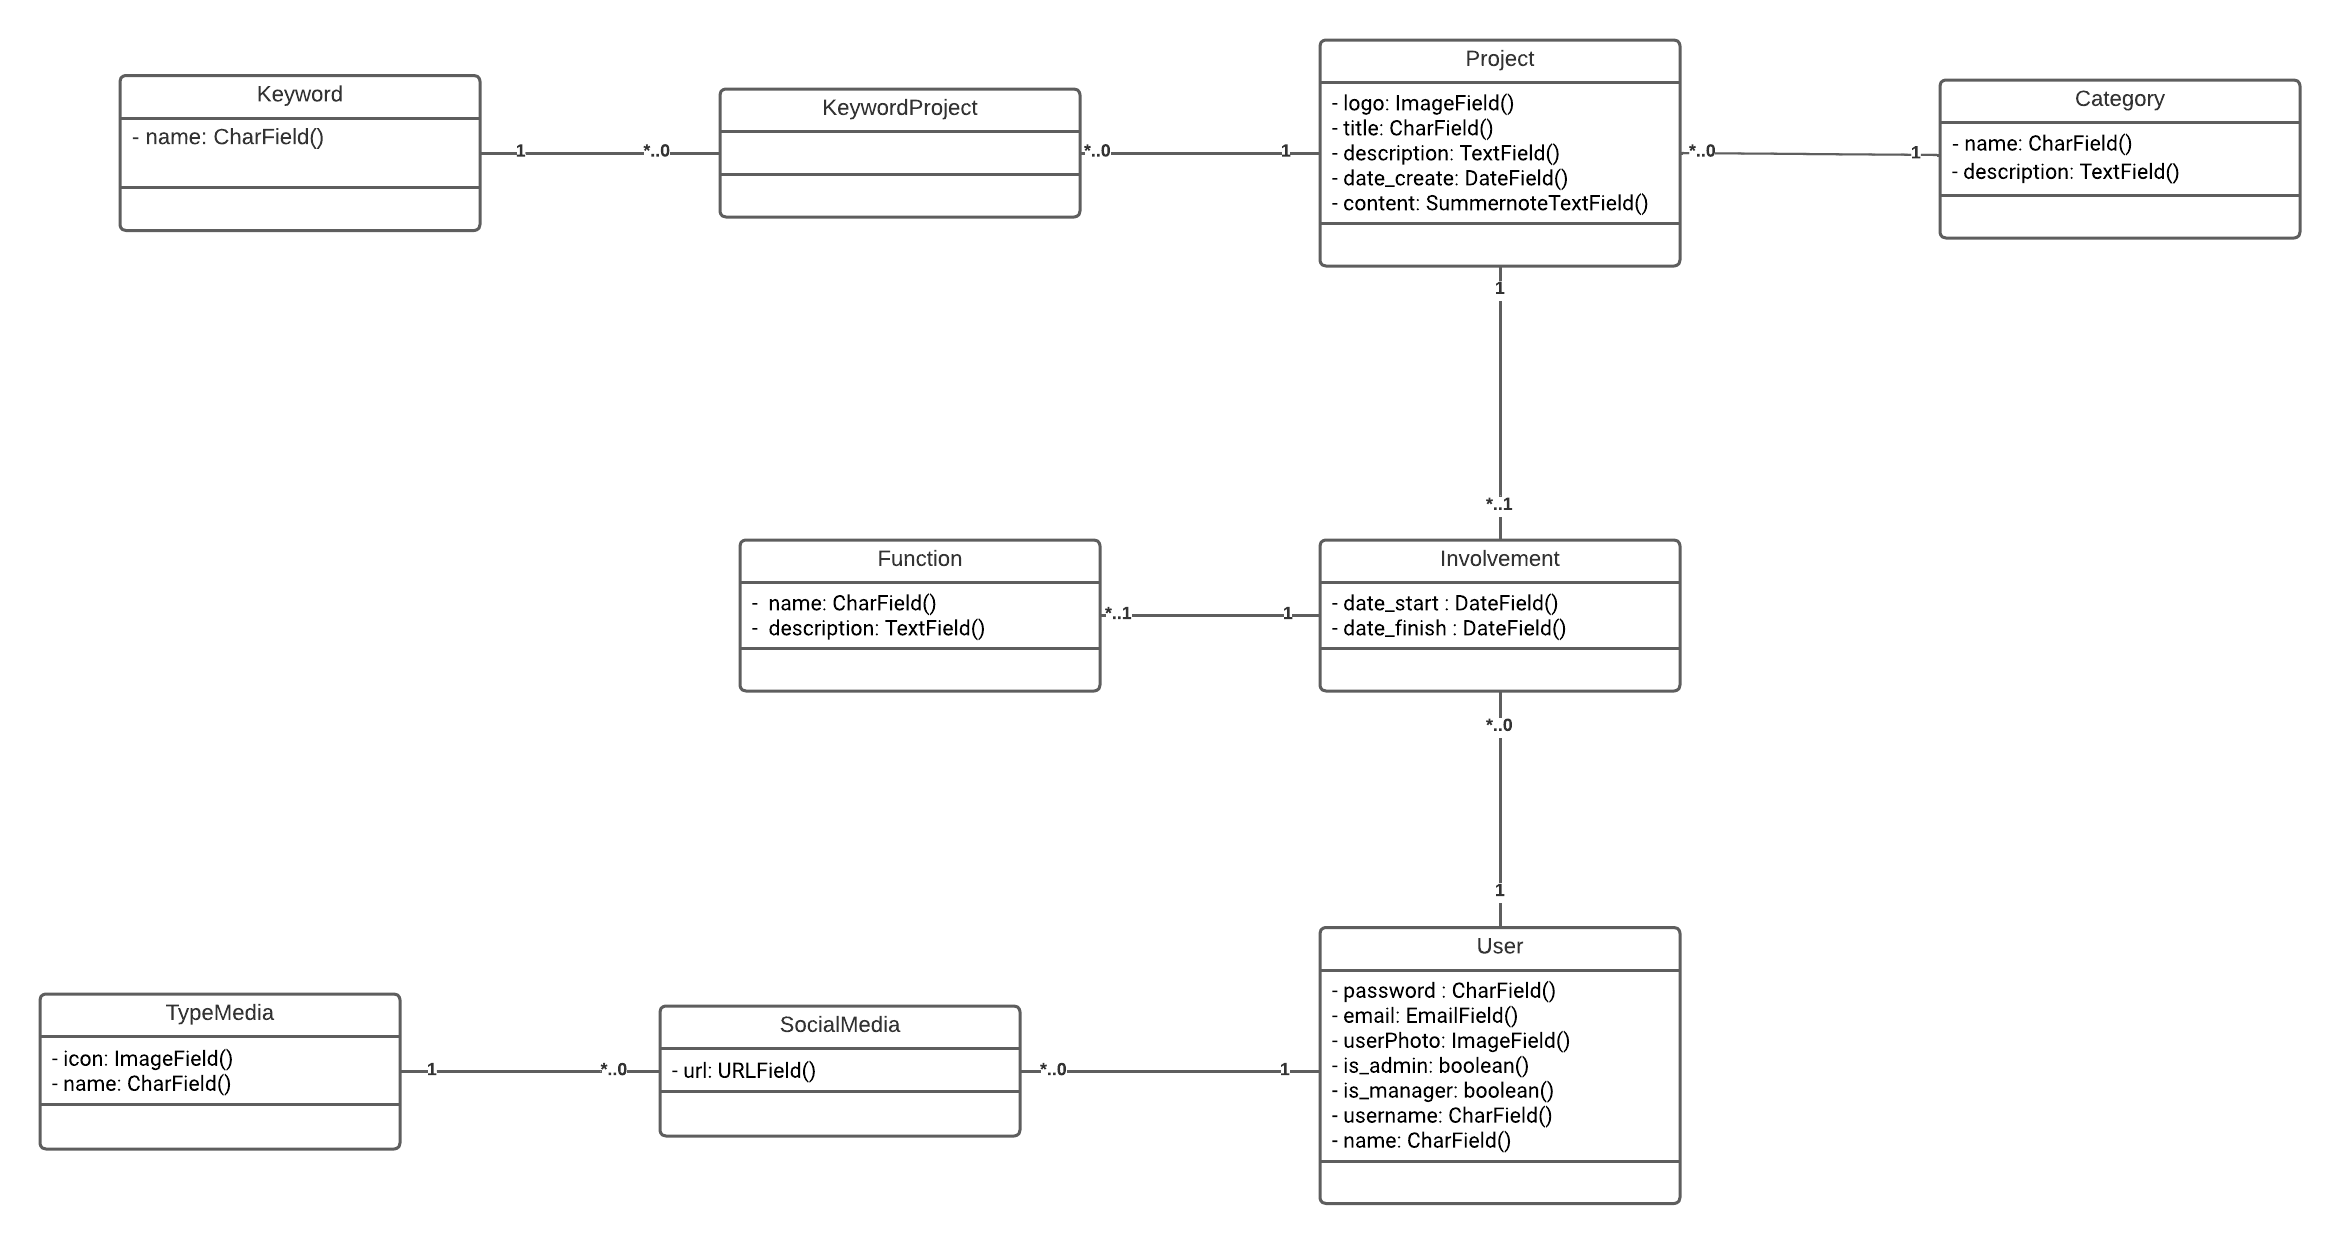 Keyword
- name: CharField()
1
*..0
KeywordProject
*..0
1
Project
- logo: ImageField()
- title: CharField()
- description: TextField()
- date_create: DateField()
- content: SummernoteTextField()
*..0
1
Category
- name: CharField()
- description: TextField()
1
*..1
Function
- name: CharField()
- description: TextField()
*..1
1
Involvement
- date_start : DateField()
- date_finish : DateField()
*..0
1
TypeMedia
- icon: ImageField()
- name: CharField()
1
*..0
SocialMedia
- url: URLField()
*..0
1
User
- password : CharField()
- email: EmailField()
- userPhoto: ImageField()
- is_admin: boolean()
- is_manager: boolean()
- username: CharField()
- name: CharField()